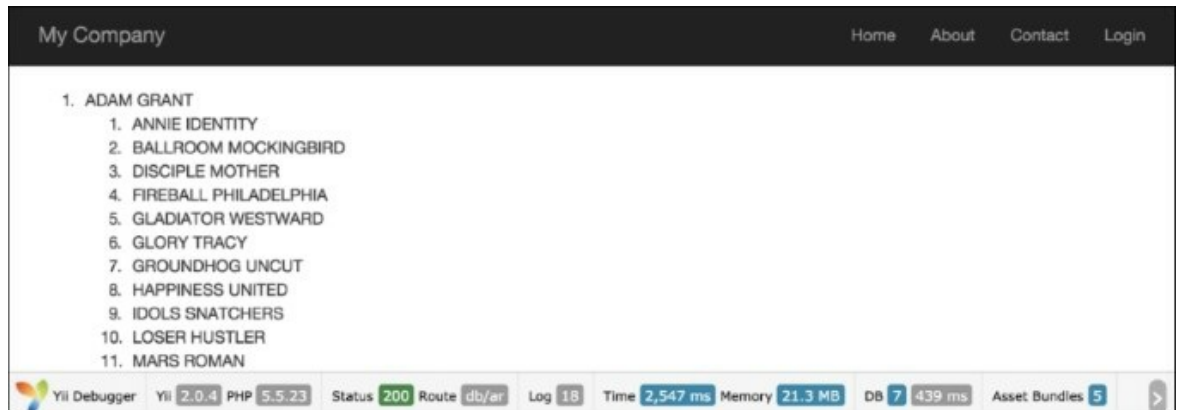 My Company Home About Contact Login
1. ADAM GRANT
1. ANNIE IDENTITY
2. BALLROOM MOCKINGBIRD
3. DISCIPLE MOTHER
4. FIREBALL PHILADELPHIA
5. GLADIATOR WESTWARD
6. GLORY TRACY
7. GROUNDHOG UNCUT
8. HAPPINESS UNITED
9. IDOLS SNATCHERS
10. LOSER HUSTLER
11. MARS ROMAN
Yii Debugger Yii 2.0.4 PHP 5.5.23 Status 200 Route db/ar Log 18 Time 2,547 ms Memory 21.3 MB DB 7 439 ms Asset Bundles 5 >